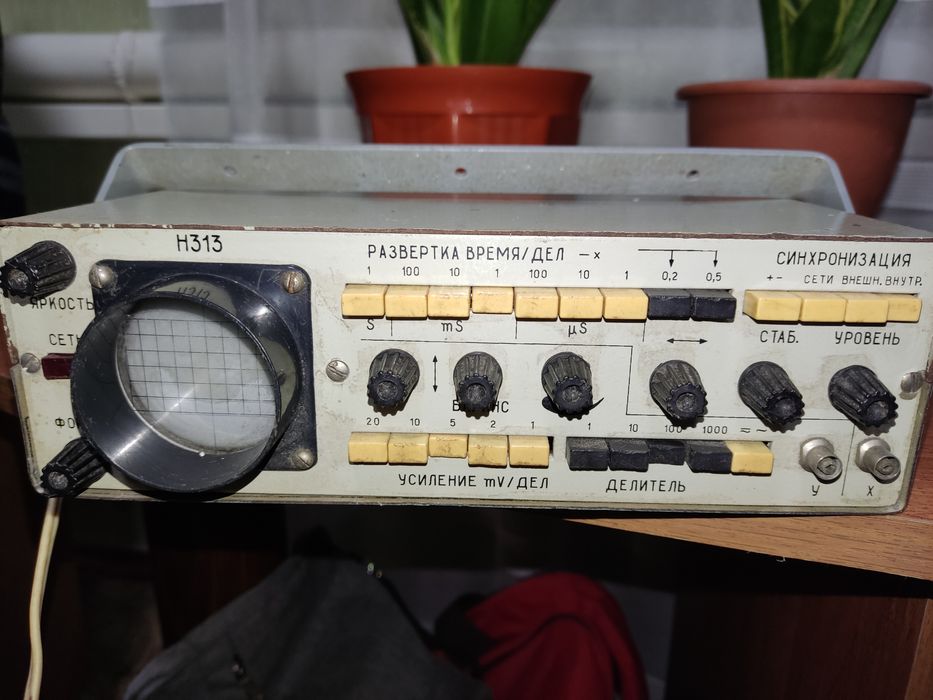 Н313
РАЗВЕРТКА ВРЕМЯ/ДЕЛ −х
1 100 10 1 100 10 1 0,2 0,5
S mS µS
СИНХРОНИЗАЦИЯ
+− СЕТИ ВНЕШН. ВНУТР.
СТАБ. УРОВЕНЬ
ЯРКОСТЬ
СЕТЬ
20 10 5 2 1 1 10 100 1000 ≂ ~
УСИЛЕНИЕ mV/ДЕЛ
ДЕЛИТЕЛЬ
У Х